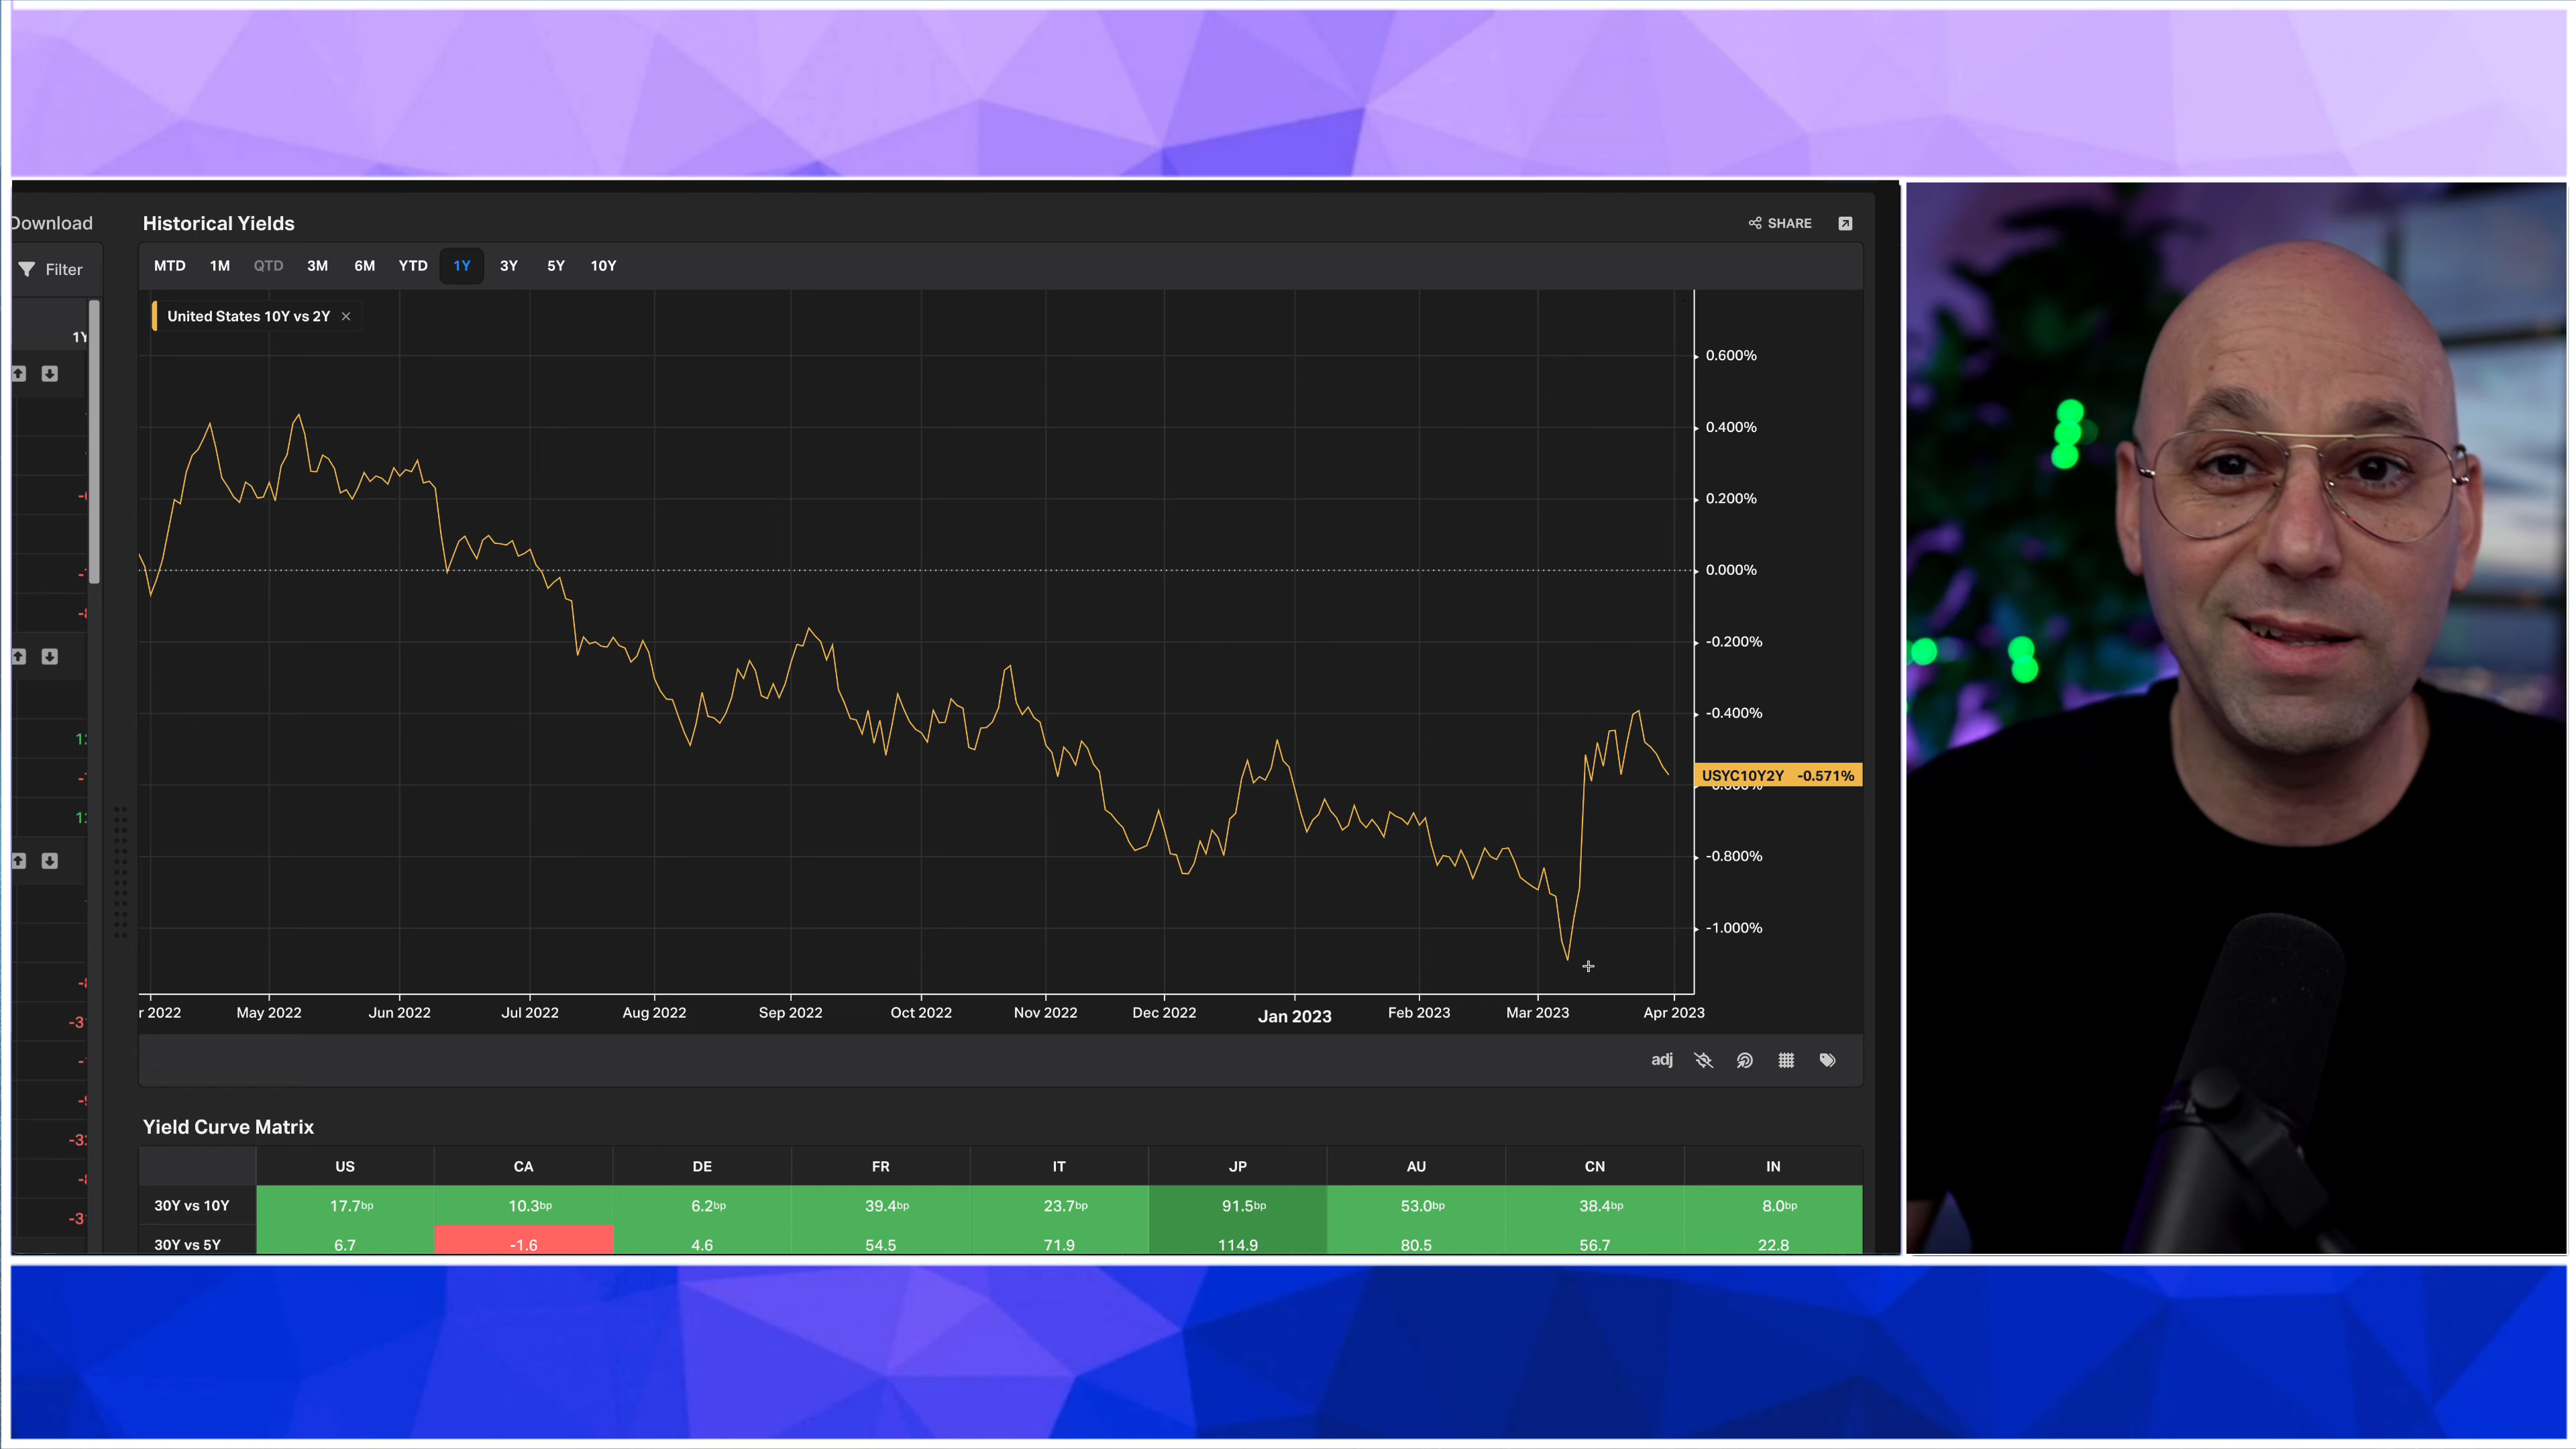 Download
Historical Yields
SHARE
Filter
MTD 1M QTD 3M 6M YTD 1Y 3Y 5Y 10Y
United States 10Y vs 2Y
1Y
0.600%
0.400%
0.200%
0.000%
-0.200%
-0.400%
USYC10Y2Y -0.571%
-0.800%
-1.000%
r 2022 May 2022 Jun 2022 Jul 2022 Aug 2022 Sep 2022 Oct 2022 Nov 2022 Dec 2022 Jan 2023 Feb 2023 Mar 2023 Apr 2023
adj
Yield Curve Matrix
US CA DE FR IT JP AU CN IN
30Y vs 10Y 17.7bp 10.3bp 6.2bp 39.4bp 23.7bp 91.5bp 53.0bp 38.4bp 8.0bp
30Y vs 5Y 6.7 -1.6 4.6 54.5 71.9 114.9 80.5 56.7 22.8